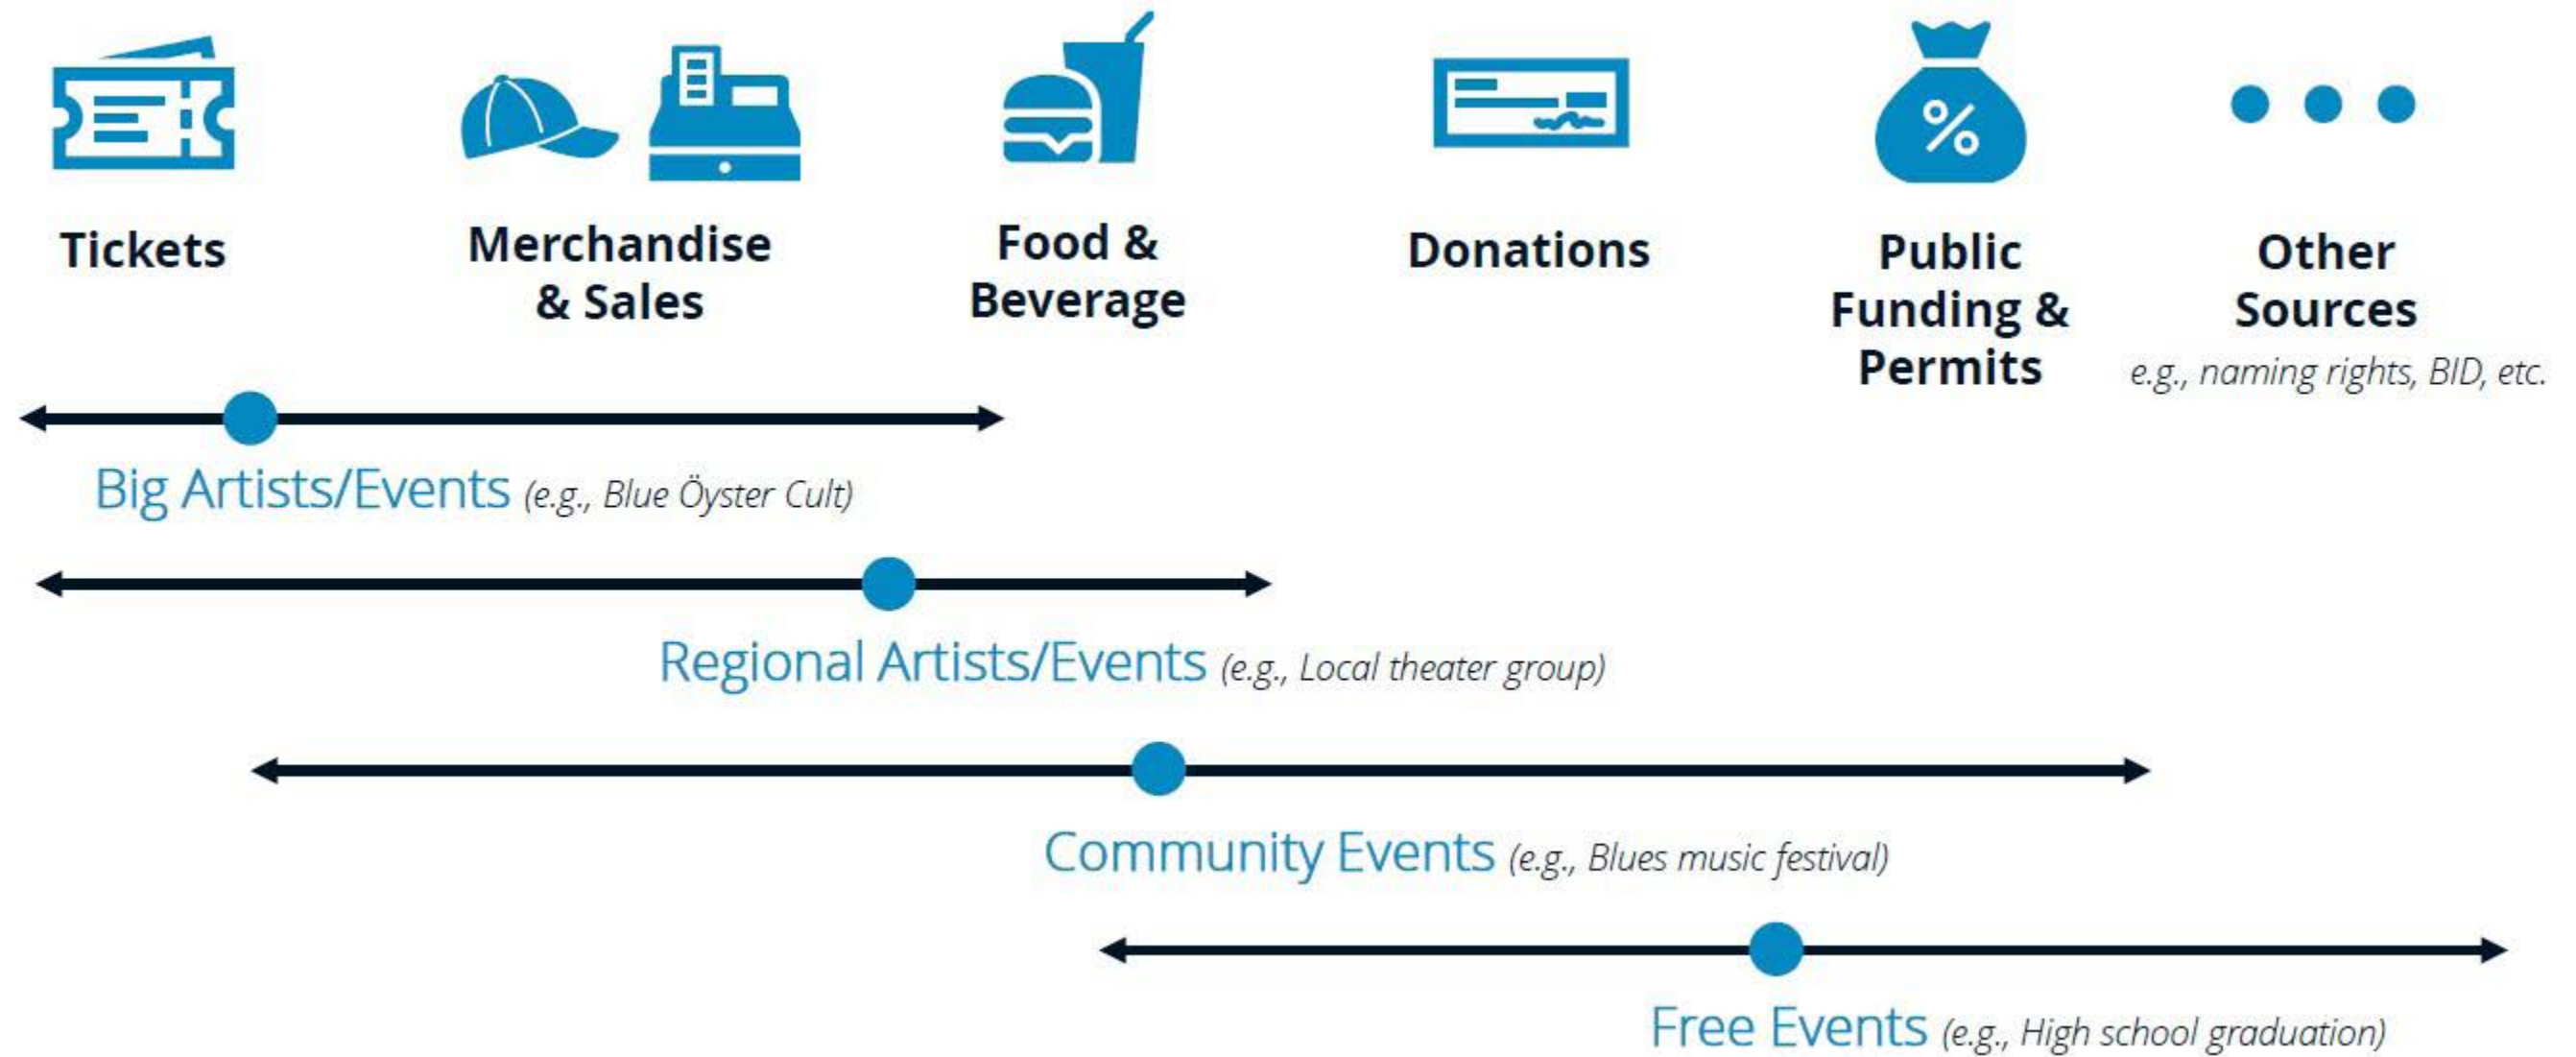 Tickets
Merchandise
& Sales
Food &
Beverage
Donations
Public
Funding &
Permits
Other
Sources
e.g., naming rights, BID, etc.
Big Artists/Events (e.g., Blue Öyster Cult)
Regional Artists/Events (e.g., Local theater group)
Community Events (e.g., Blues music festival)
Free Events (e.g., High school graduation)